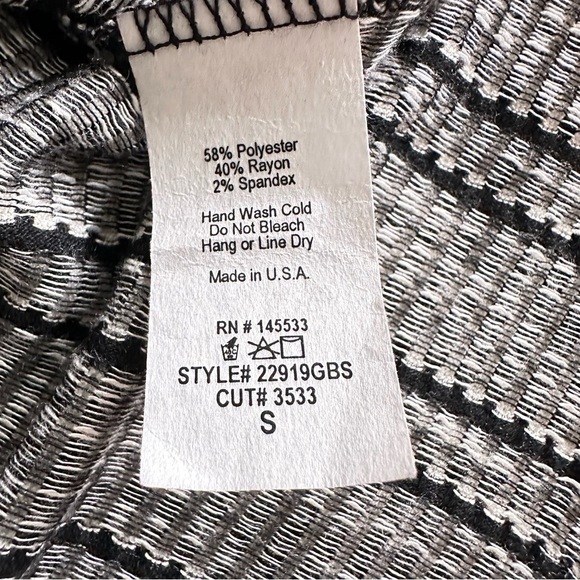 58% Polyester
40% Rayon
2% Spandex
Hand Wash Cold
Do Not Bleach
Hang or Line Dry
Made in U.S.A.
RN # 145533
STYLE# 22919GBS
CUT# 3533
S